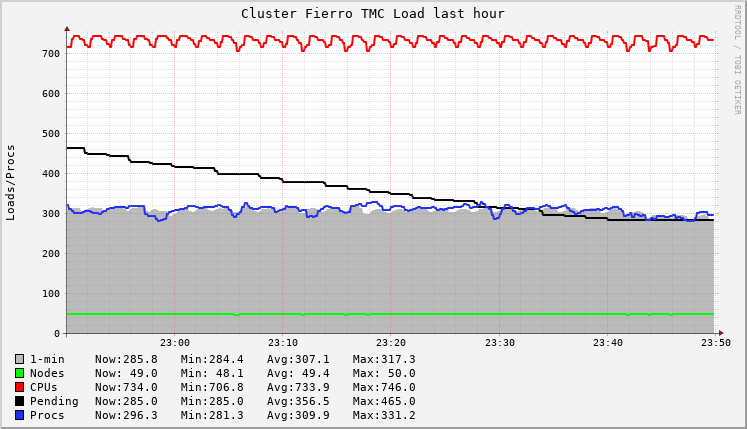 Cluster Fierro TMC Load last hour
RRDTOOL / TOBI OETIKER
Loads/Procs
700
600
500
400
300
200
100
0
23:00 23:10 23:20 23:30 23:40 23:50
1-min Now:285.8 Min:284.4 Avg:307.1 Max:317.3
Nodes Now: 49.0 Min: 48.1 Avg: 49.4 Max: 50.0
CPUs Now:734.0 Min:706.8 Avg:733.9 Max:746.0
Pending Now:285.0 Min:285.0 Avg:356.5 Max:465.0
Procs Now:296.3 Min:281.3 Avg:309.9 Max:331.2